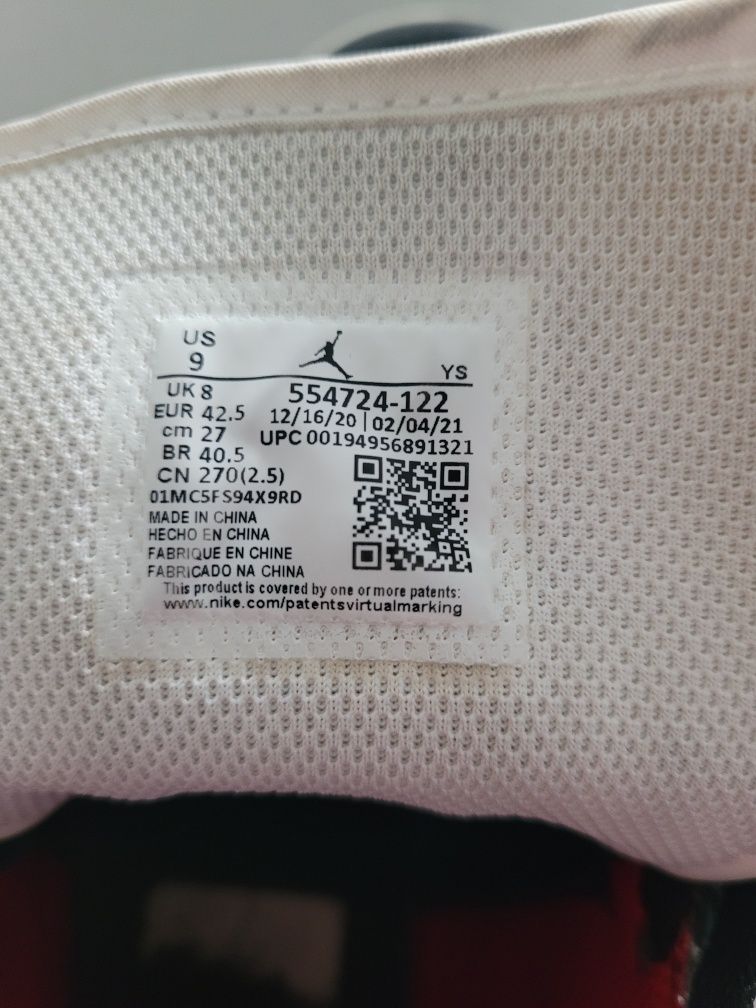 US
9
YS
UK 8
554724-122
EUR 42.5
12/16/20 | 02/04/21
cm 27
UPC 00194956891321
BR 40.5
CN 270(2.5)
01MC5FS94X9RD
MADE IN CHINA
HECHO EN CHINA
FABRIQUE EN CHINE
FABRICADO NA CHINA
This product is covered by one or more patents:
www.nike.com/patentsvirtualmarking